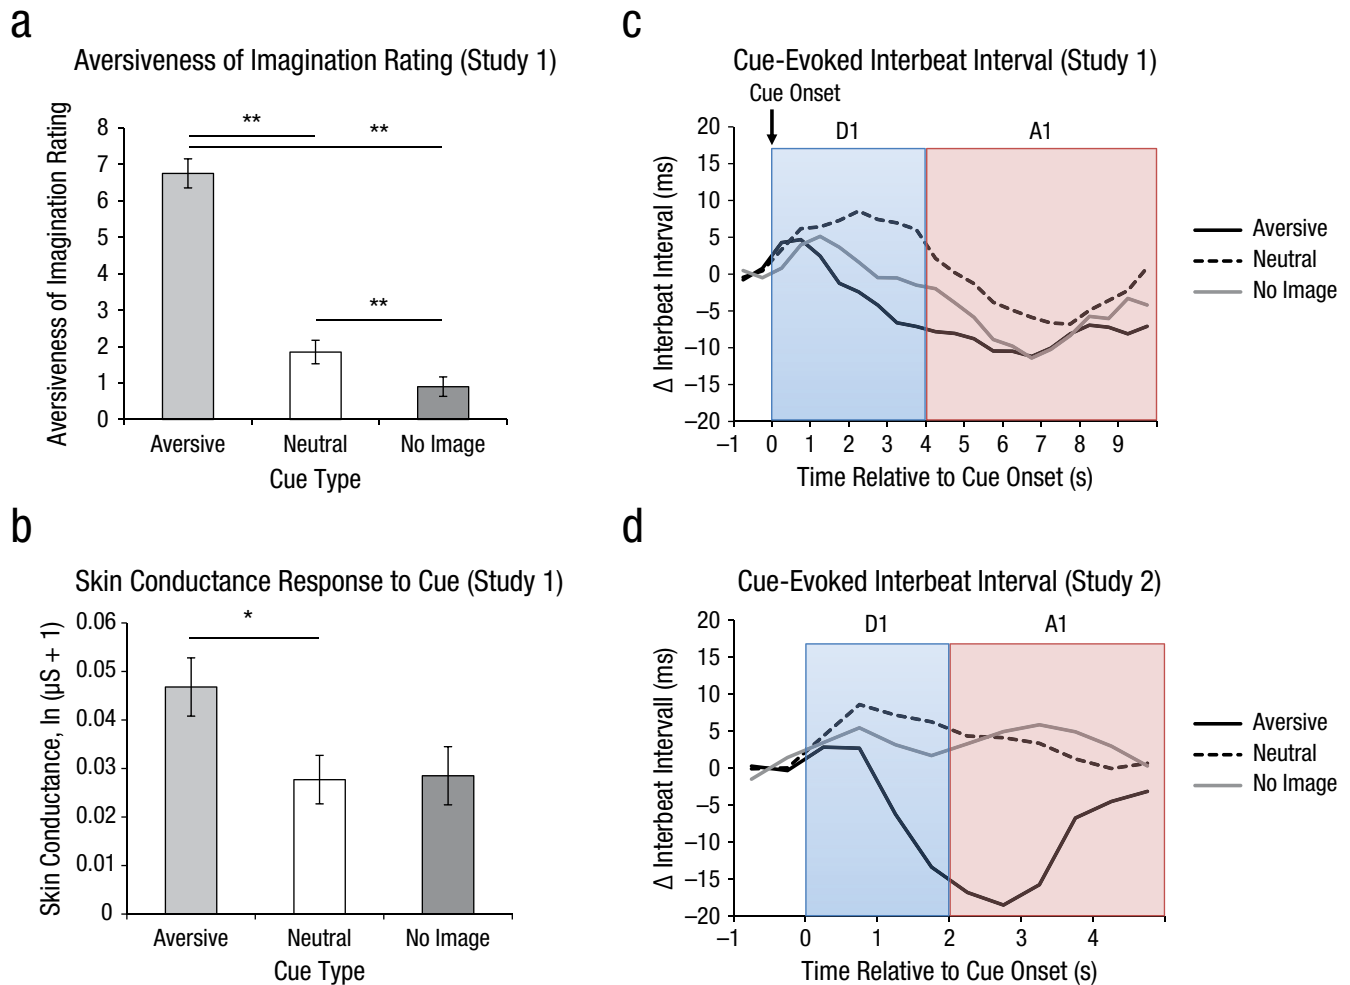 a
Aversiveness of Imagination Rating (Study 1)
Aversiveness of Imagination Rating
8
7
6
5
4
3
2
1
0
**
**
**
Aversive Neutral No Image
Cue Type
b
Skin Conductance Response to Cue (Study 1)
Skin Conductance, ln (µS + 1)
0.06
0.05
0.04
0.03
0.02
0.01
0
*
Aversive Neutral No Image
Cue Type
c
Cue-Evoked Interbeat Interval (Study 1)
Cue Onset
D1 A1
Δ Interbeat Interval (ms)
20
15
10
5
0
–5
–10
–15
–20
–1 0 1 2 3 4 5 6 7 8 9
Time Relative to Cue Onset (s)
Aversive
Neutral
No Image
d
Cue-Evoked Interbeat Interval (Study 2)
D1 A1
Δ Interbeat Intervall (ms)
20
15
10
5
0
–5
–10
–15
–20
–1 0 1 2 3 4
Time Relative to Cue Onset (s)
Aversive
Neutral
No Image